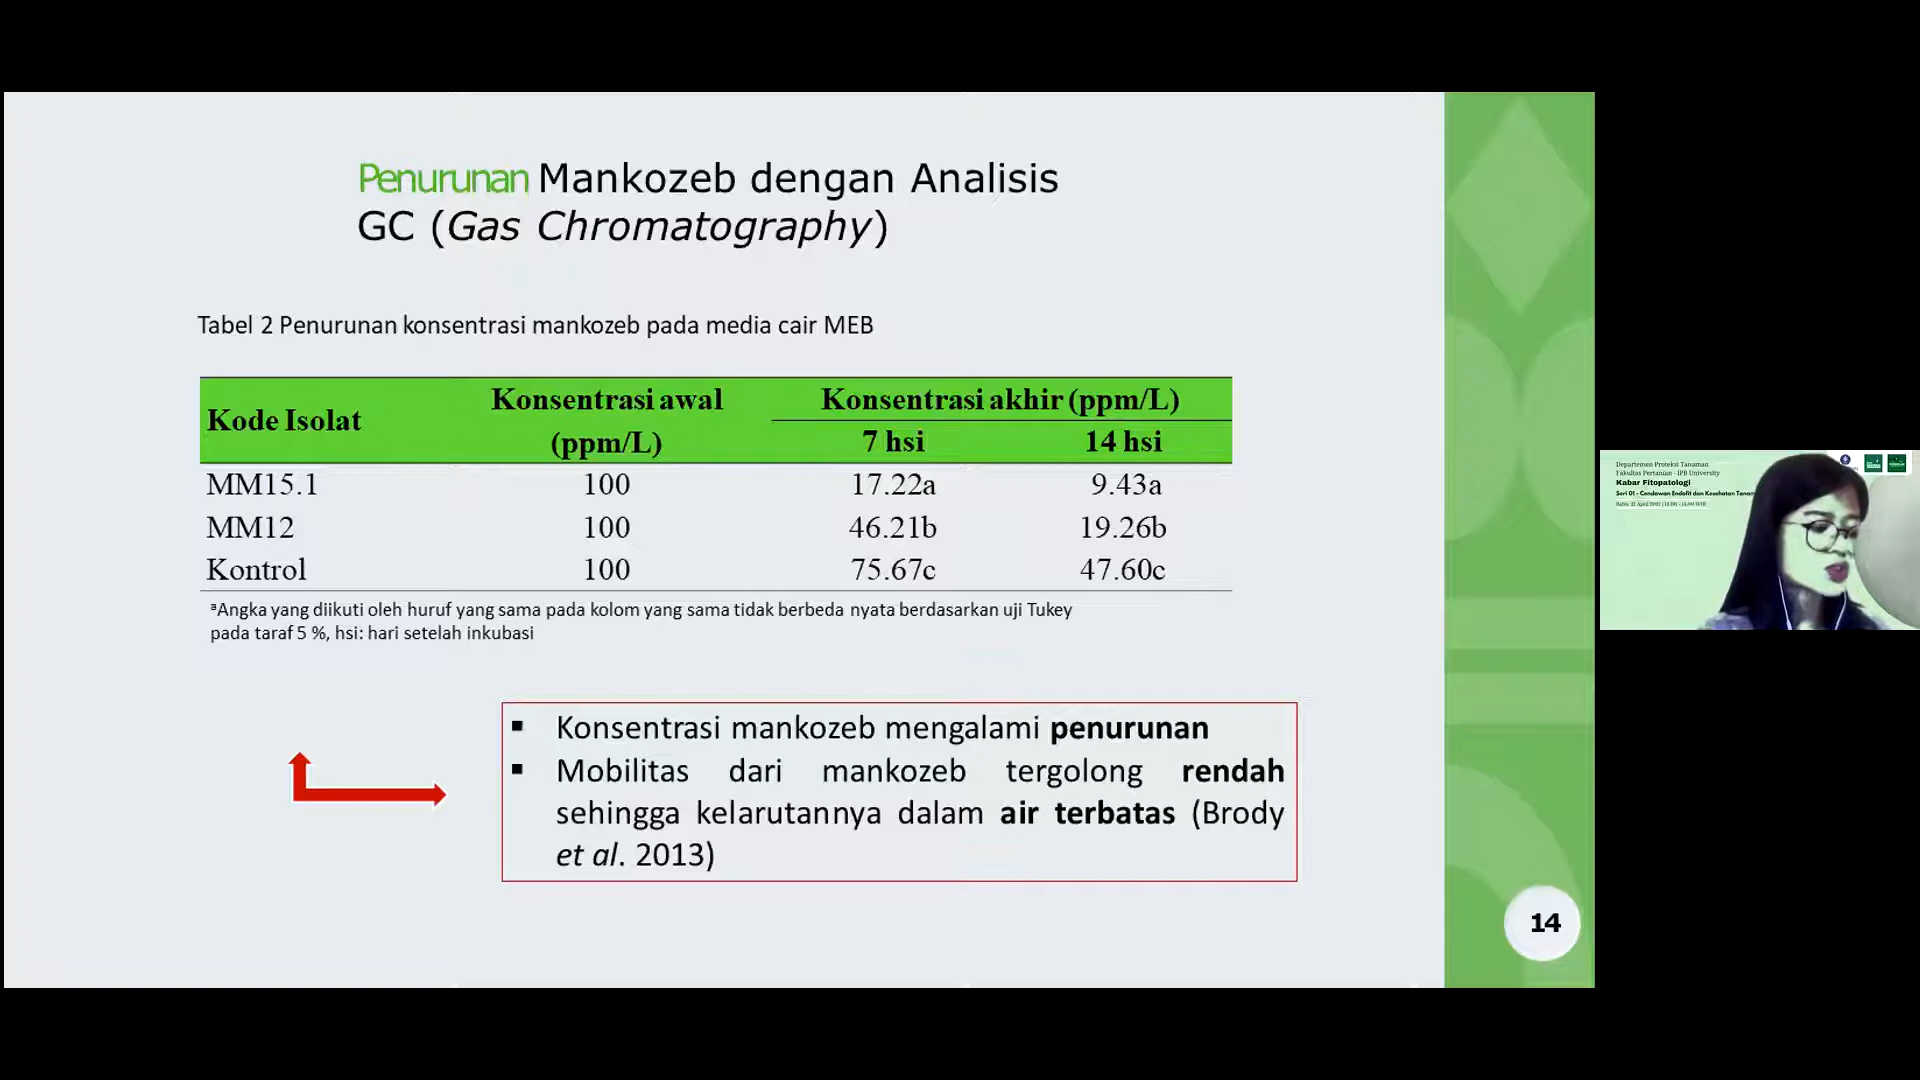 Penurunan Mankozeb dengan Analisis
GC (Gas Chromatography)
Tabel 2 Penurunan konsentrasi mankozeb pada media cair MEB
Kode Isolat Konsentrasi awal (ppm/L) Konsentrasi akhir (ppm/L)
7 hsi 14 hsi
MM15.1 100 17.22a 9.43a
MM12 100 46.21b 19.26b
Kontrol 100 75.67c 47.60c
ᵃAngka yang diikuti oleh huruf yang sama pada kolom yang sama tidak berbeda nyata berdasarkan uji Tukey
pada taraf 5 %, hsi: hari setelah inkubasi
▪ Konsentrasi mankozeb mengalami penurunan
▪ Mobilitas dari mankozeb tergolong rendah
sehingga kelarutannya dalam air terbatas (Brody
et al. 2013)
14
Departemen Proteksi Tanaman
Fakultas Pertanian - IPB University
Kabar Fitopatologi
Seri 01 - Cendawan Endofit dan Kesehatan